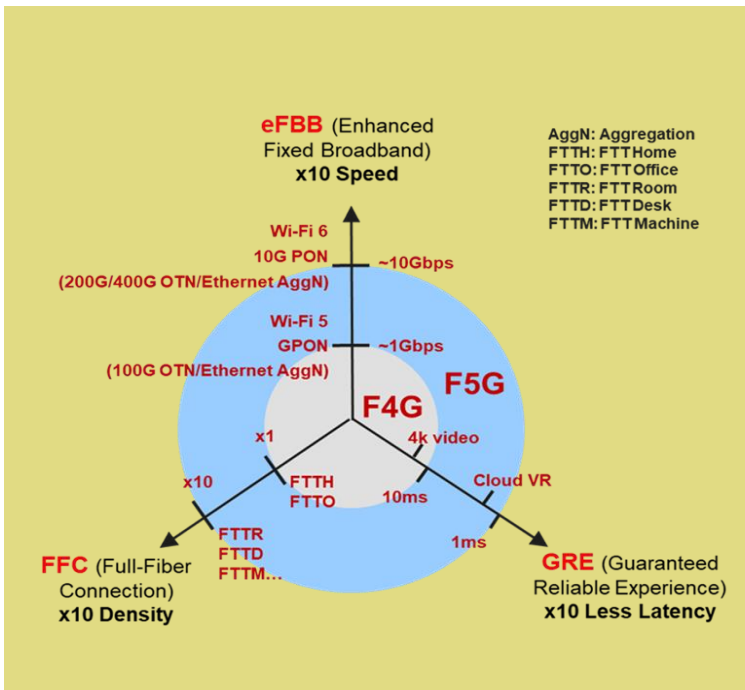 eFBB (Enhanced
Fixed Broadband)
x10 Speed
AggN: Aggregation
FTTH: FTTHome
FTTO: FTTOffice
FTTR: FTTRoom
FTTD: FTTDesk
FTTM: FTTMachine
Wi-Fi 6
10G PON
(200G/400G OTN/Ethernet AggN)
~10Gbps
Wi-Fi 5
GPON
(100G OTN/Ethernet AggN)
~1Gbps
F5G
F4G
x1
4k video
x10
FTTH
FTTO
10ms
Cloud VR
FTTR
FTTD
FTTM...
1ms
FFC (Full-Fiber
Connection)
x10 Density
GRE (Guaranteed
Reliable Experience)
x10 Less Latency